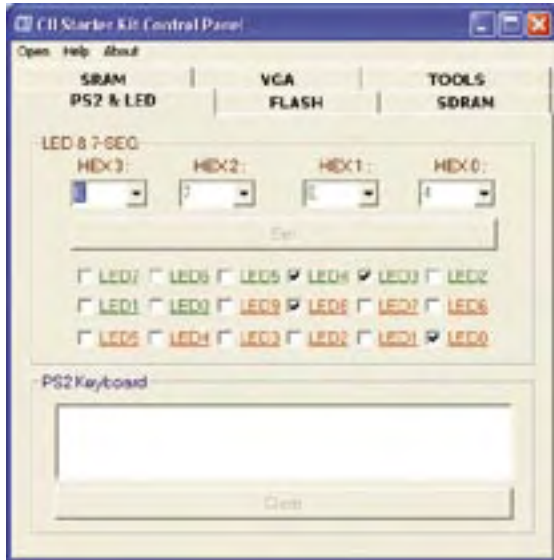 CII Starter Kit Control Panel
Open Help About
SRAM VGA TOOLS
PS2 & LED FLASH SDRAM
LED & 7-SEG
HEX3: HEX2: HEX1: HEX0:
7
Set
LED7 LED6 LED5 LED4 LED3 LED2
LED1 LED0 LED9 LED8 LED7 LED6
LED5 LED4 LED3 LED2 LED1 LED0
PS2 Keyboard
Clear